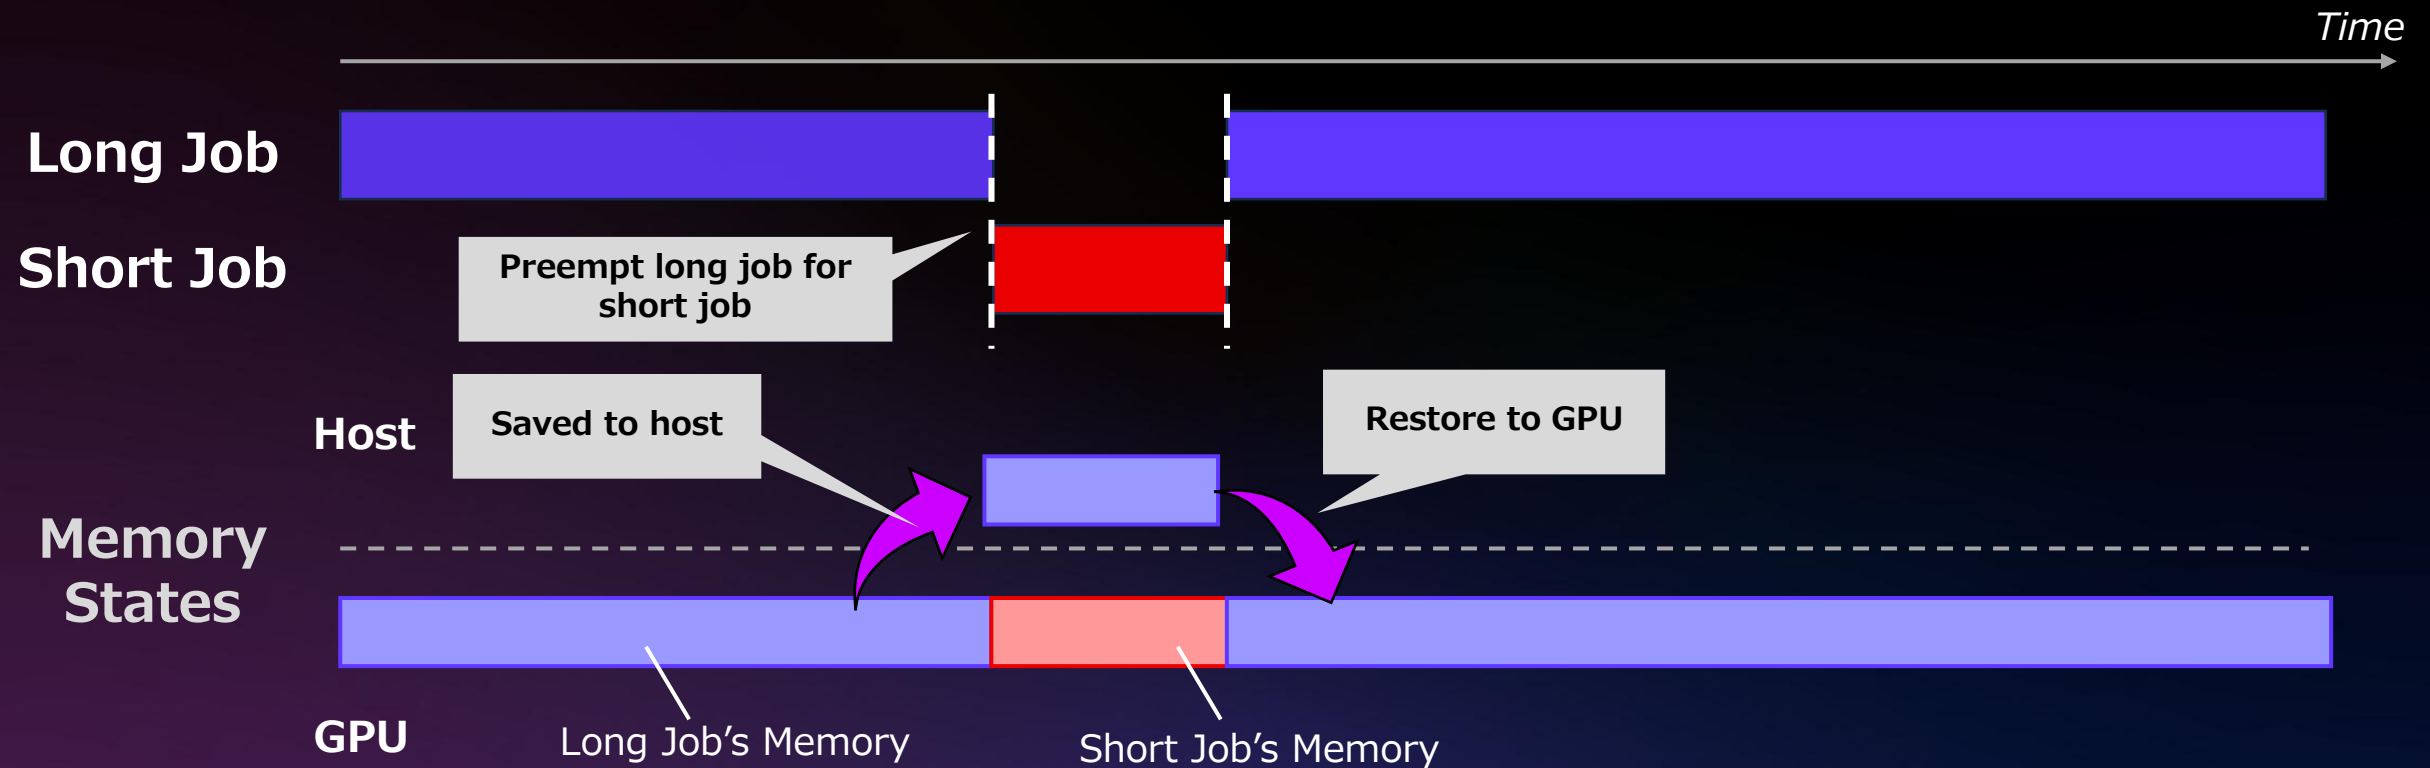 Time
Long Job
Short Job
Preempt long job for
short job
Host
Saved to host
Restore to GPU
Memory
States
GPU
Long Job’s Memory
Short Job’s Memory